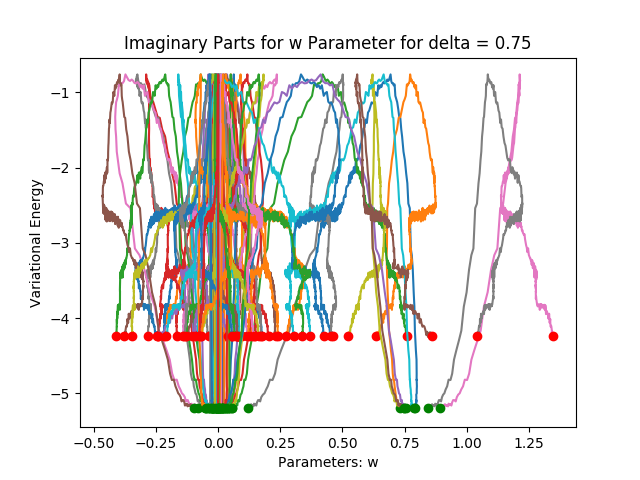 Imaginary Parts for w Parameter for delta = 0.75
Variational Energy
−1
−2
−3
−4
−5
−0.50 −0.25 0.00 0.25 0.50 0.75 1.00 1.25
Parameters: w